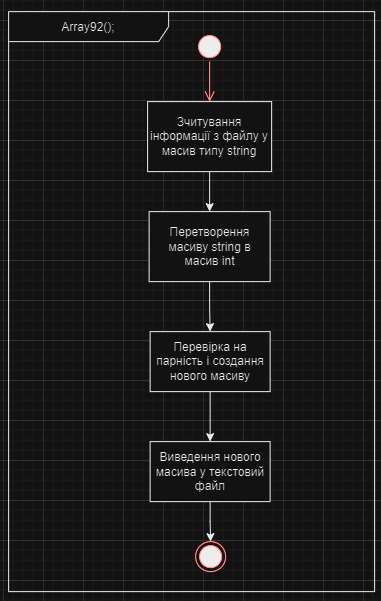 Array92();
Зчитування
інформації з файлу у
масив типу string
Перетворення
масиву string в
масив int
Перевірка на
парність і создания
нового масиву
Виведення нового
масива у текстовий
файл